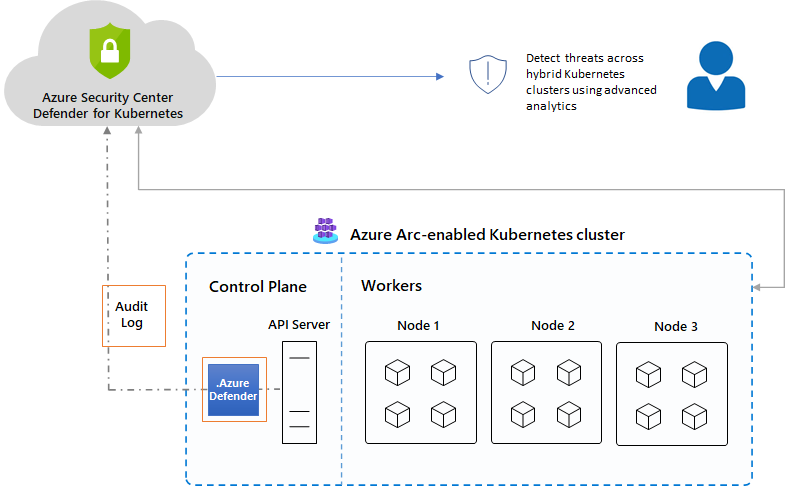 Azure Security Center
Defender for Kubernetes
Detect threats across
hybrid Kubernetes
clusters using advanced
analytics
Azure Arc-enabled Kubernetes cluster
Control Plane
Workers
Audit
Log
API Server
Node 1
Node 2
Node 3
.Azure
Defender